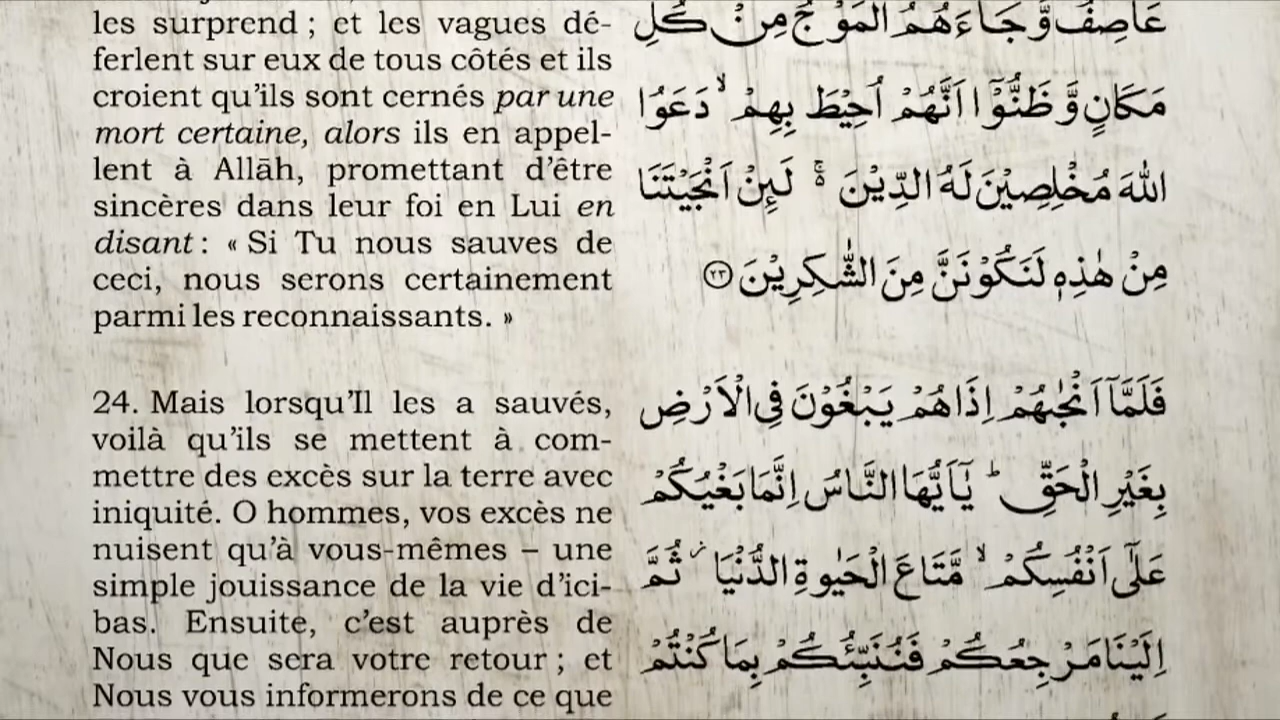 les surprend ; et les vagues dé-
ferlent sur eux de tous côtés et ils
croient qu’ils sont cernés par une
mort certaine, alors ils en appel-
lent à Allāh, promettant d’être
sincères dans leur foi en Lui en
disant : « Si Tu nous sauves de
ceci, nous serons certainement
parmi les reconnaissants. »
24. Mais lorsqu’Il les a sauvés,
voilà qu’ils se mettent à com-
mettre des excès sur la terre avec
iniquité. O hommes, vos excès ne
nuisent qu’à vous-mêmes – une
simple jouissance de la vie d’ici-
bas. Ensuite, c’est auprès de
Nous que sera votre retour ; et
Nous vous informerons de ce que
عَاصِفٌ وَّجَآءَهُمُ الْمَوْجُ مِنْ كُلِّ
مَكَانٍ وَّظَنُّوْۤا اَنَّهُمْ اُحِيْطَ بِهِمْ ۙ دَعَوُا
اللّٰهَ مُخْلِصِيْنَ لَهُ الدِّيْنَ ۚ۬ لَئِنْ اَنْجَيْتَنَا
مِنْ هٰذِهٖ لَنَكُوْنَنَّ مِنَ الشّٰكِرِيْنَ ۲۳
فَلَمَّاۤ اَنْجٰىهُمْ اِذَا هُمْ يَبْغُوْنَ فِي الْاَرْضِ
بِغَيْرِ الْحَقِّ ؕ يٰۤاَيُّهَا النَّاسُ اِنَّمَا بَغْيُكُمْ
عَلٰۤى اَنْفُسِكُمْ ۙ مَّتَاعَ الْحَيٰوةِ الدُّنْيَا ۫ ثُمَّ
اِلَيْنَا مَرْجِعُكُمْ فَنُنَبِّئُكُمْ بِمَا كُنْتُمْ